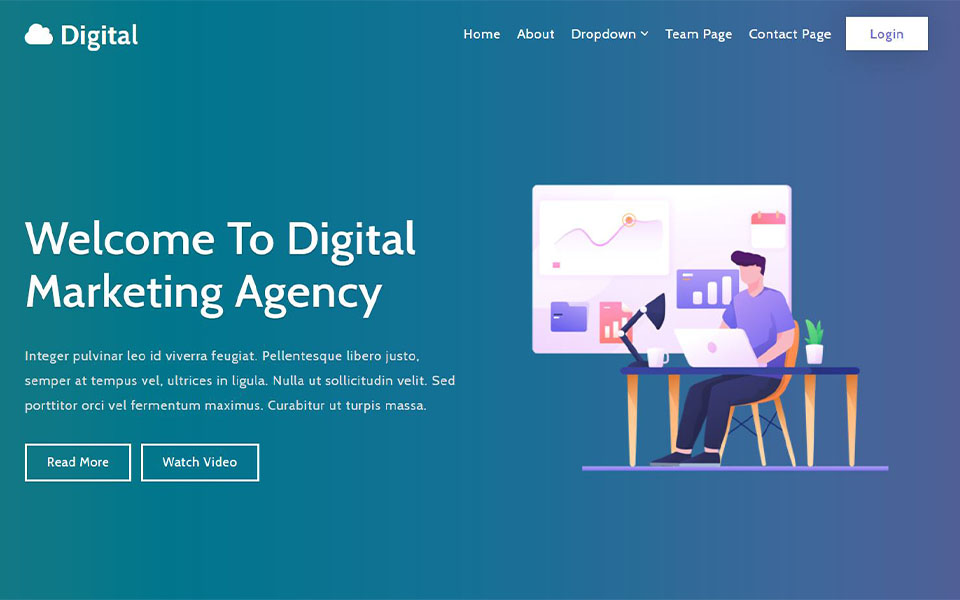 Digital
Home About Dropdown Team Page Contact Page Login
Welcome To Digital
Marketing Agency
Integer pulvinar leo id viverra feugiat. Pellentesque libero justo,
semper at tempus vel, ultrices in ligula. Nulla ut sollicitudin velit. Sed
porttitor orci vel fermentum maximus. Curabitur ut turpis massa.
Read More Watch Video